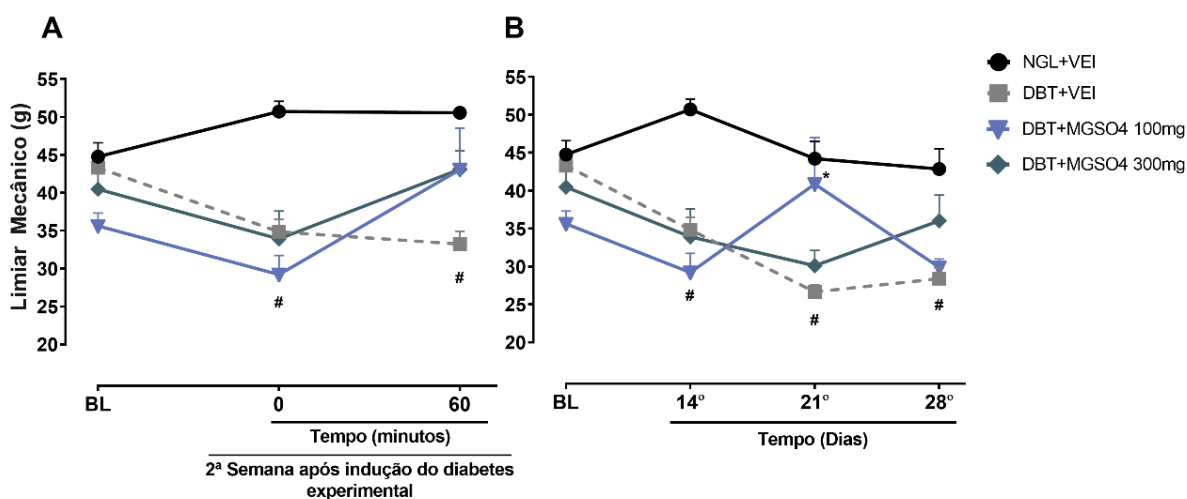 A
B
NGL+VEI
DBT+VEI
DBT+MGSO4 100mg
DBT+MGSO4 300mg
Limiar Mecânico (g)
55
50
45
40
35
30
25
20
#
#
BL
0
60
Tempo (minutos)
2ª Semana após indução do diabetes
experimental
55
50
45
40
35
30
25
20
*
#
#
#
BL
14º
21º
28º
Tempo (Dias)